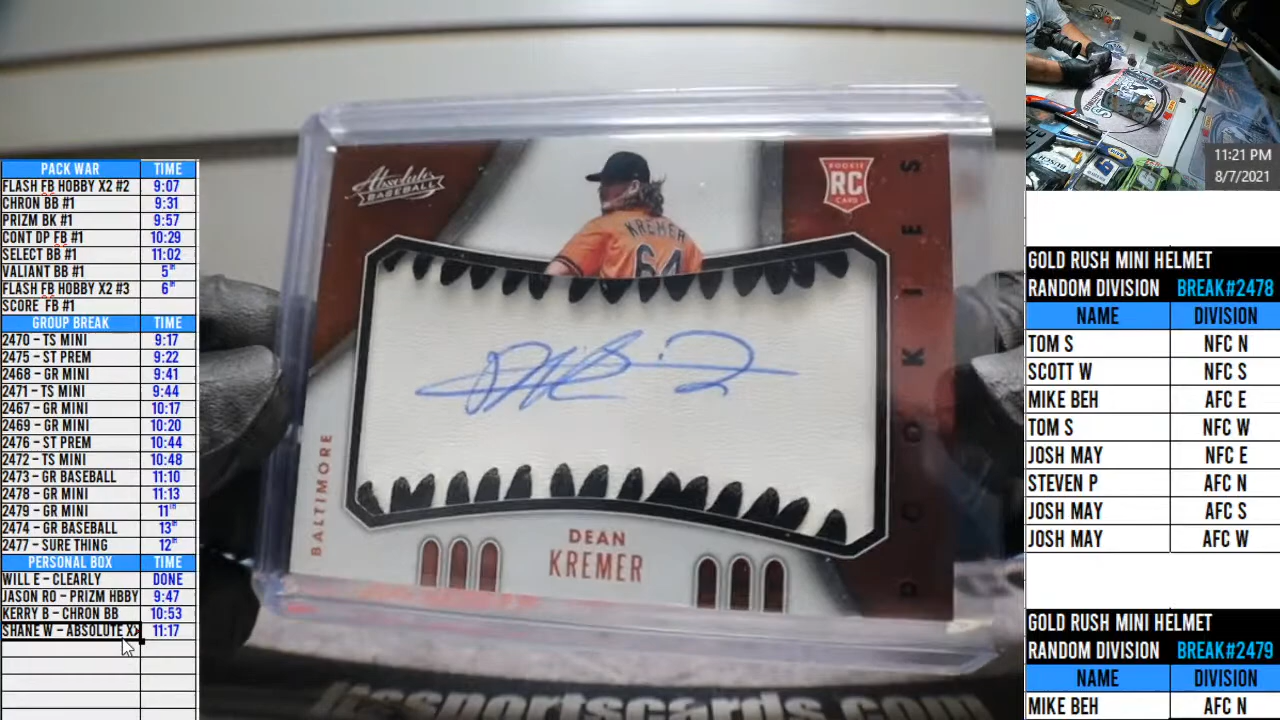 PACK WAR TIME
FLASH FB HOBBY X2 #2 9:07
CHRON BB #1 9:31
PRIZM BK #1 9:57
CONT DP FB #1 10:29
SELECT BB #1 11:02
VALIANT BB #1 5TH
FLASH FB HOBBY X2 #3 6TH
SCORE FB #1
GROUP BREAK TIME
2470 – TS MINI 9:17
2475 – ST PREM 9:22
2468 – GR MINI 9:41
2471 – TS MINI 9:44
2467 – GR MINI 10:17
2469 – GR MINI 10:20
2476 – ST PREM 10:44
2472 – TS MINI 10:48
2473 – GR BASEBALL 11:10
2478 – GR MINI 11:13
2479 – GR MINI 11TH
2474 – GR BASEBALL 13TH
2477 – SURE THING 12TH
PERSONAL BOX TIME
WILL E – CLEARLY DONE
JASON RO – PRIZM HBBY 9:47
KERRY B – CHRON BB 10:53
SHANE W – ABSOLUTE X 11:17
Absolute
BASEBALL
ROOKIE
RC
CARD
KREMER
64
ROOKIES
BALTIMORE
DEAN
KREMER
sportscards.com
BUSCH
11:21 PM
8/7/2021
GOLD RUSH MINI HELMET
RANDOM DIVISION BREAK#2478
NAME DIVISION
TOM S NFC N
SCOTT W NFC S
MIKE BEH AFC E
TOM S NFC W
JOSH MAY NFC E
STEVEN P AFC N
JOSH MAY AFC S
JOSH MAY AFC W
GOLD RUSH MINI HELMET
RANDOM DIVISION BREAK#2479
NAME DIVISION
MIKE BEH AFC N